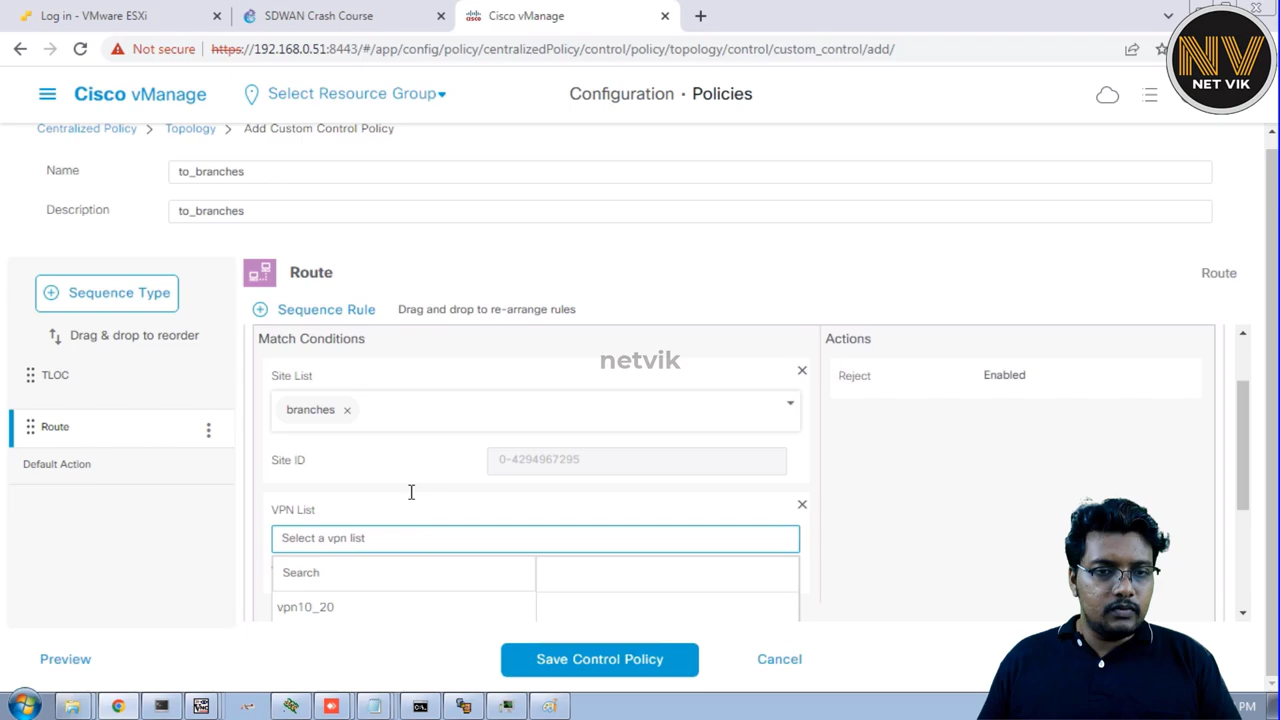 Log in - VMware ESXi
SDWAN Crash Course
Cisco vManage
Not secure
https://192.168.0.51:8443/#/app/config/policy/centralizedPolicy/control/policy/topology/control/custom_control/add/
NV
NET VIK
Cisco vManage
Select Resource Group
Configuration · Policies
Centralized Policy > Topology > Add Custom Control Policy
Name
to_branches
Description
to_branches
Sequence Type
Route
Route
Sequence Rule
Drag and drop to re-arrange rules
Drag & drop to reorder
Match Conditions
Actions
netvik
TLOC
Site List
Reject
Enabled
branches
Route
Default Action
Site ID
0-4294967295
VPN List
Select a vpn list
Search
vpn10_20
Preview
Save Control Policy
Cancel
PM